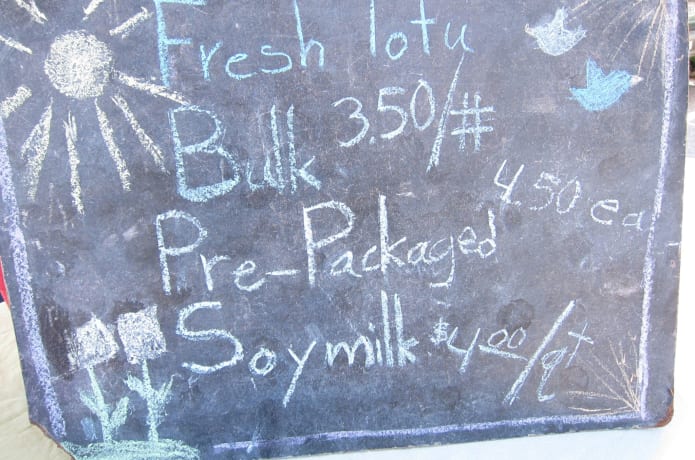 Fresh Tofu
Bulk 3.50/#
Pre-Packaged 4.50 ea
Soymilk $4.00/qt